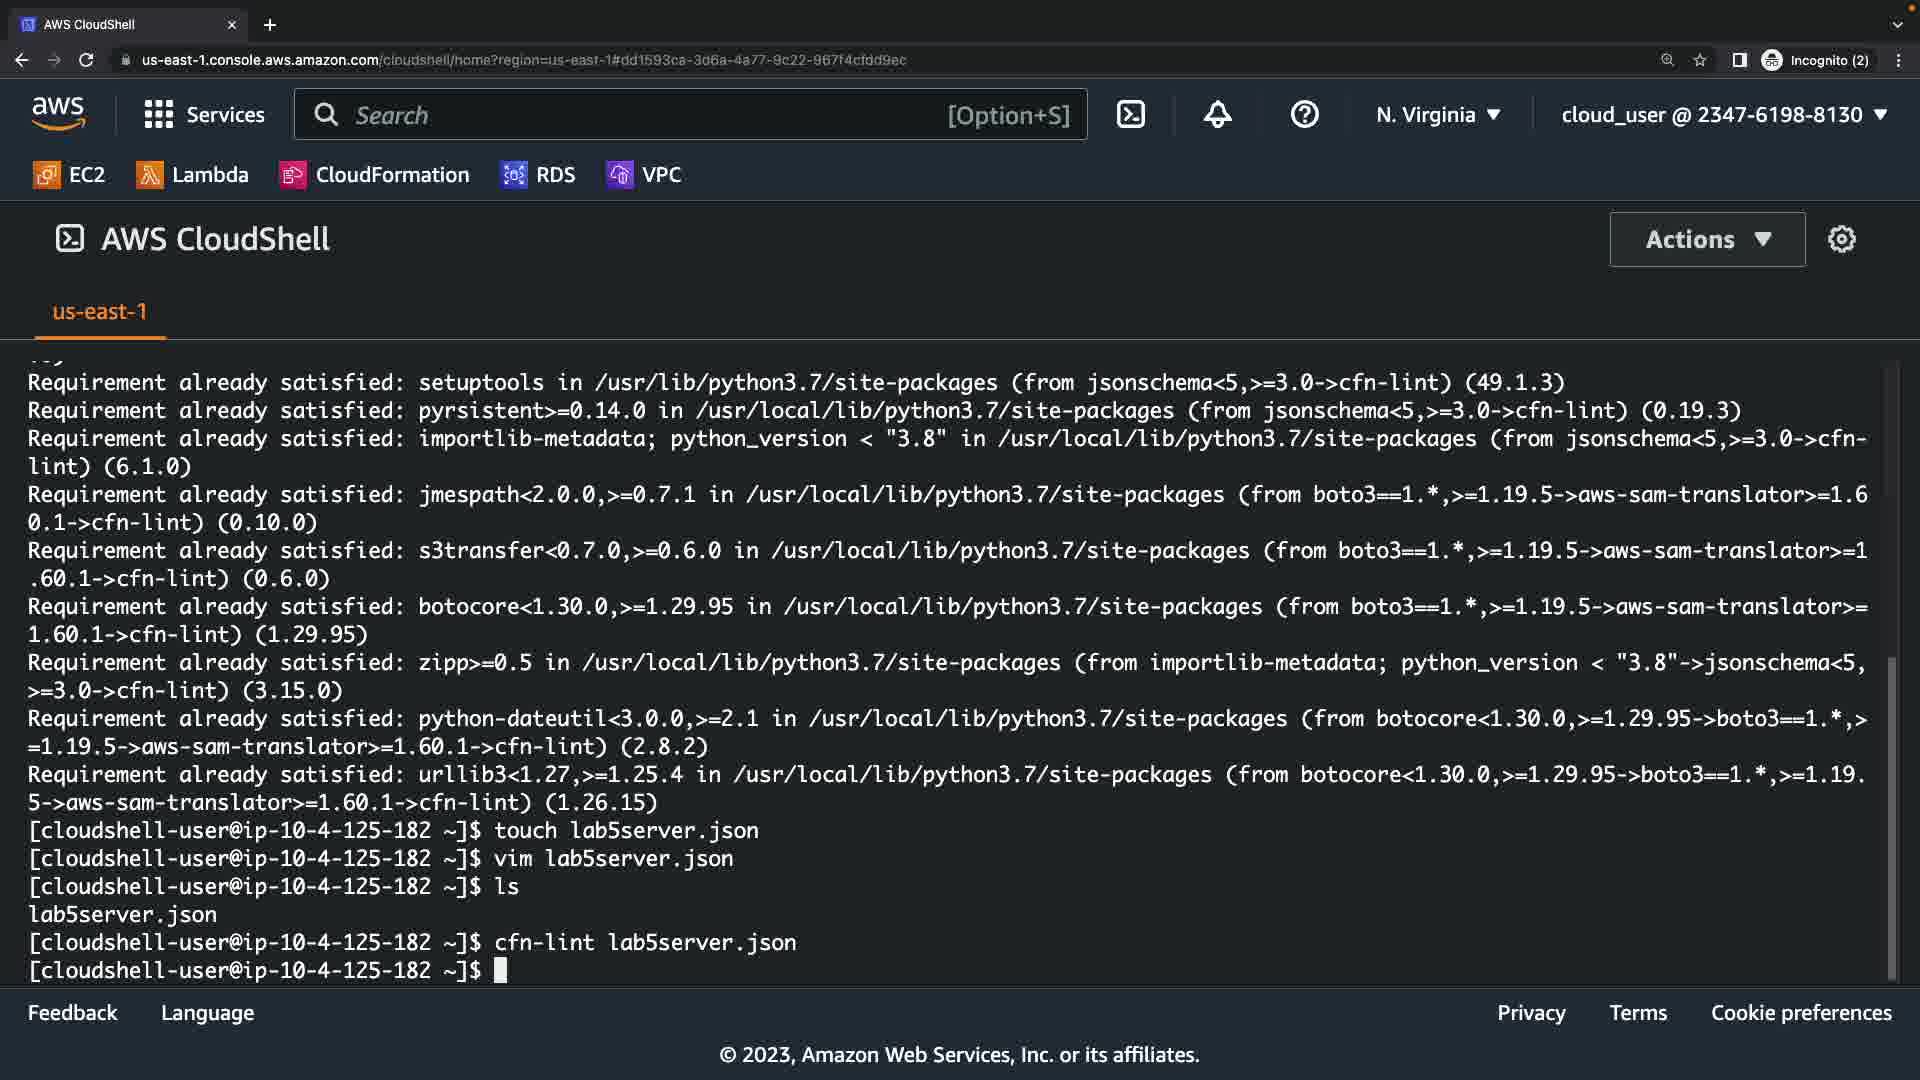 AWS CloudShell
us-east-1.console.aws.amazon.com/cloudshell/home?region=us-east-1#dd1593ca-3d6a-4a77-9c22-967f4cfdd9ec
Incognito (2)
aws
Services
Search
[Option+S]
N. Virginia
cloud_user @ 2347-6198-8130
EC2
Lambda
CloudFormation
RDS
VPC
AWS CloudShell
Actions
us-east-1
Requirement already satisfied: setuptools in /usr/lib/python3.7/site-packages (from jsonschema<5,>=3.0->cfn-lint) (49.1.3)
Requirement already satisfied: pyrsistent>=0.14.0 in /usr/local/lib/python3.7/site-packages (from jsonschema<5,>=3.0->cfn-lint) (0.19.3)
Requirement already satisfied: importlib-metadata; python_version < "3.8" in /usr/local/lib/python3.7/site-packages (from jsonschema<5,>=3.0->cfn-
lint) (6.1.0)
Requirement already satisfied: jmespath<2.0.0,>=0.7.1 in /usr/local/lib/python3.7/site-packages (from boto3==1.*,>=1.19.5->aws-sam-translator>=1.6
0.1->cfn-lint) (0.10.0)
Requirement already satisfied: s3transfer<0.7.0,>=0.6.0 in /usr/local/lib/python3.7/site-packages (from boto3==1.*,>=1.19.5->aws-sam-translator>=1
.60.1->cfn-lint) (0.6.0)
Requirement already satisfied: botocore<1.30.0,>=1.29.95 in /usr/local/lib/python3.7/site-packages (from boto3==1.*,>=1.19.5->aws-sam-translator>=
1.60.1->cfn-lint) (1.29.95)
Requirement already satisfied: zipp>=0.5 in /usr/local/lib/python3.7/site-packages (from importlib-metadata; python_version < "3.8"->jsonschema<5,
>=3.0->cfn-lint) (3.15.0)
Requirement already satisfied: python-dateutil<3.0.0,>=2.1 in /usr/local/lib/python3.7/site-packages (from botocore<1.30.0,>=1.29.95->boto3==1.*,>
=1.19.5->aws-sam-translator>=1.60.1->cfn-lint) (2.8.2)
Requirement already satisfied: urllib3<1.27,>=1.25.4 in /usr/local/lib/python3.7/site-packages (from botocore<1.30.0,>=1.29.95->boto3==1.*,>=1.19.
5->aws-sam-translator>=1.60.1->cfn-lint) (1.26.15)
[cloudshell-user@ip-10-4-125-182 ~]$ touch lab5server.json
[cloudshell-user@ip-10-4-125-182 ~]$ vim lab5server.json
[cloudshell-user@ip-10-4-125-182 ~]$ ls
lab5server.json
[cloudshell-user@ip-10-4-125-182 ~]$ cfn-lint lab5server.json
[cloudshell-user@ip-10-4-125-182 ~]$
Feedback
Language
Privacy
Terms
Cookie preferences
© 2023, Amazon Web Services, Inc. or its affiliates.